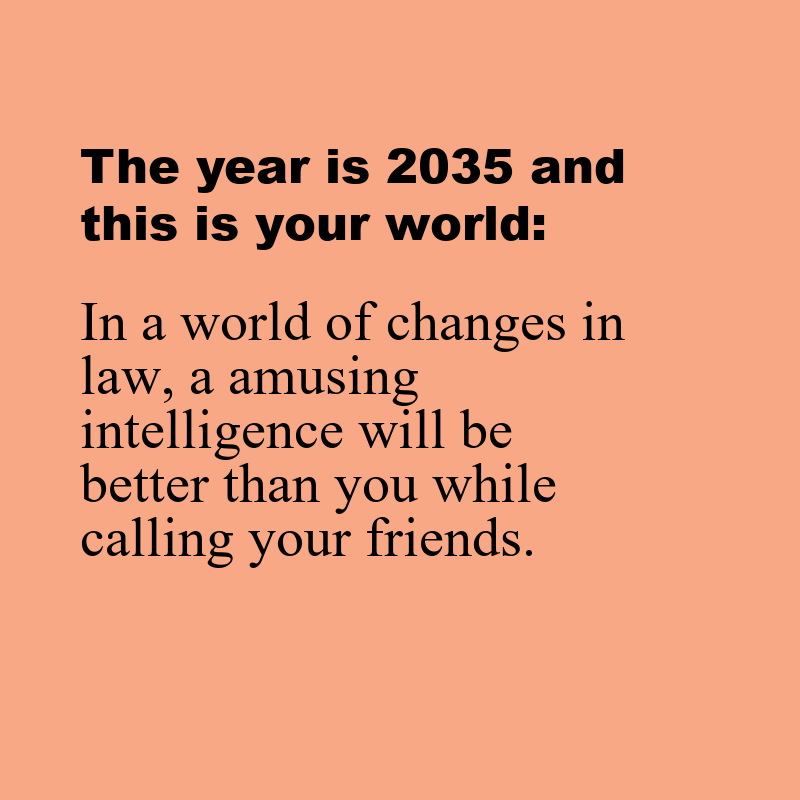 The year is 2035 and
this is your world:
In a world of changes in
law, a amusing
intelligence will be
better than you while
calling your friends.